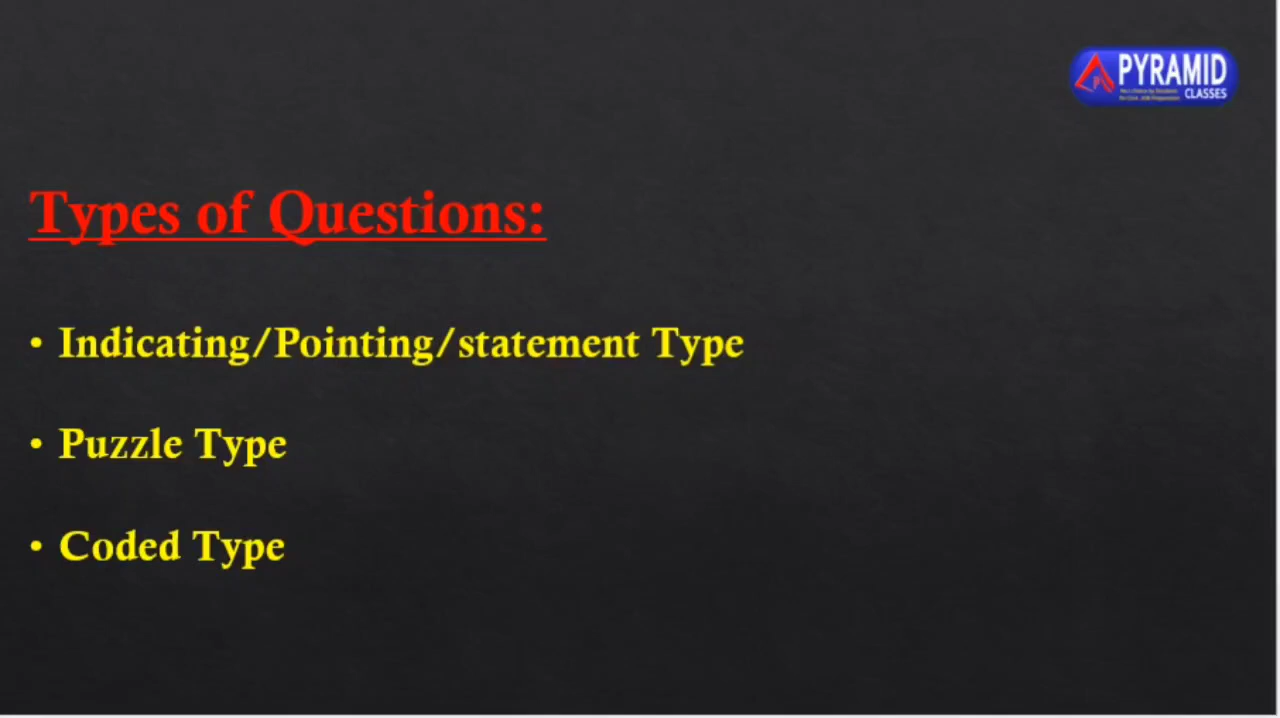 PYRAMID
CLASSES
Types of Questions:
• Indicating/Pointing/statement Type
• Puzzle Type
• Coded Type